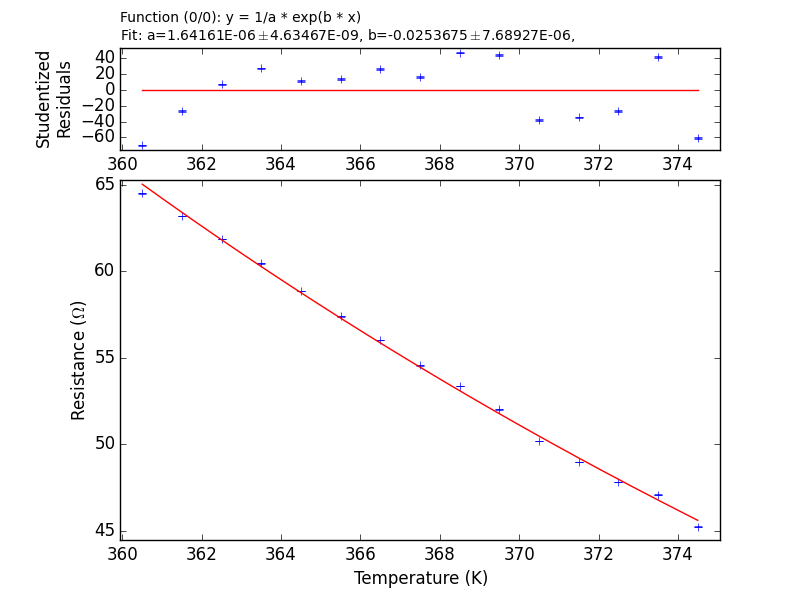 Function (0/0): y = 1/a * exp(b * x)
Fit: a=1.64161E-06±4.63467E-09, b=-0.0253675±7.68927E-06,
Studentized
Residuals
40
20
0
−20
−40
−60
360 362 364 366 368 370 372 374
65
60
55
50
45
Resistance (Ω)
360 362 364 366 368 370 372 374
Temperature (K)